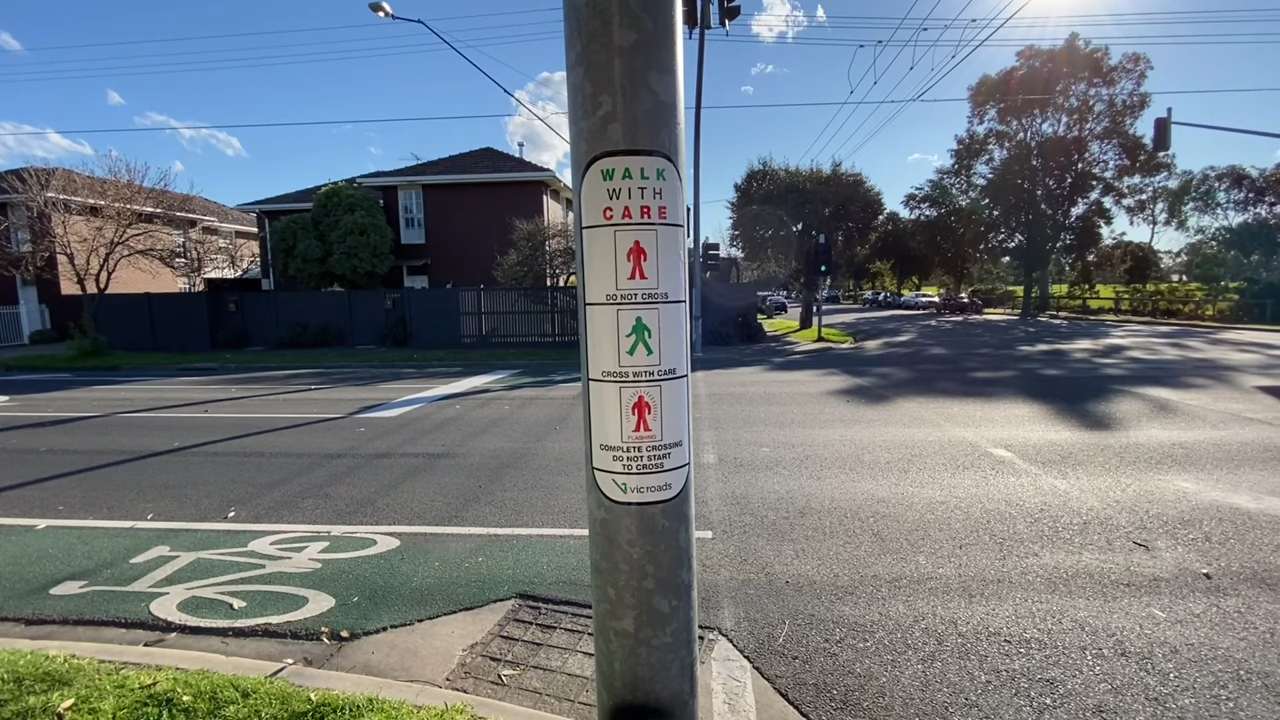 WALK
WITH
CARE
DO NOT CROSS
CROSS WITH CARE
FLASHING
COMPLETE CROSSING
DO NOT START
TO CROSS
vicroads